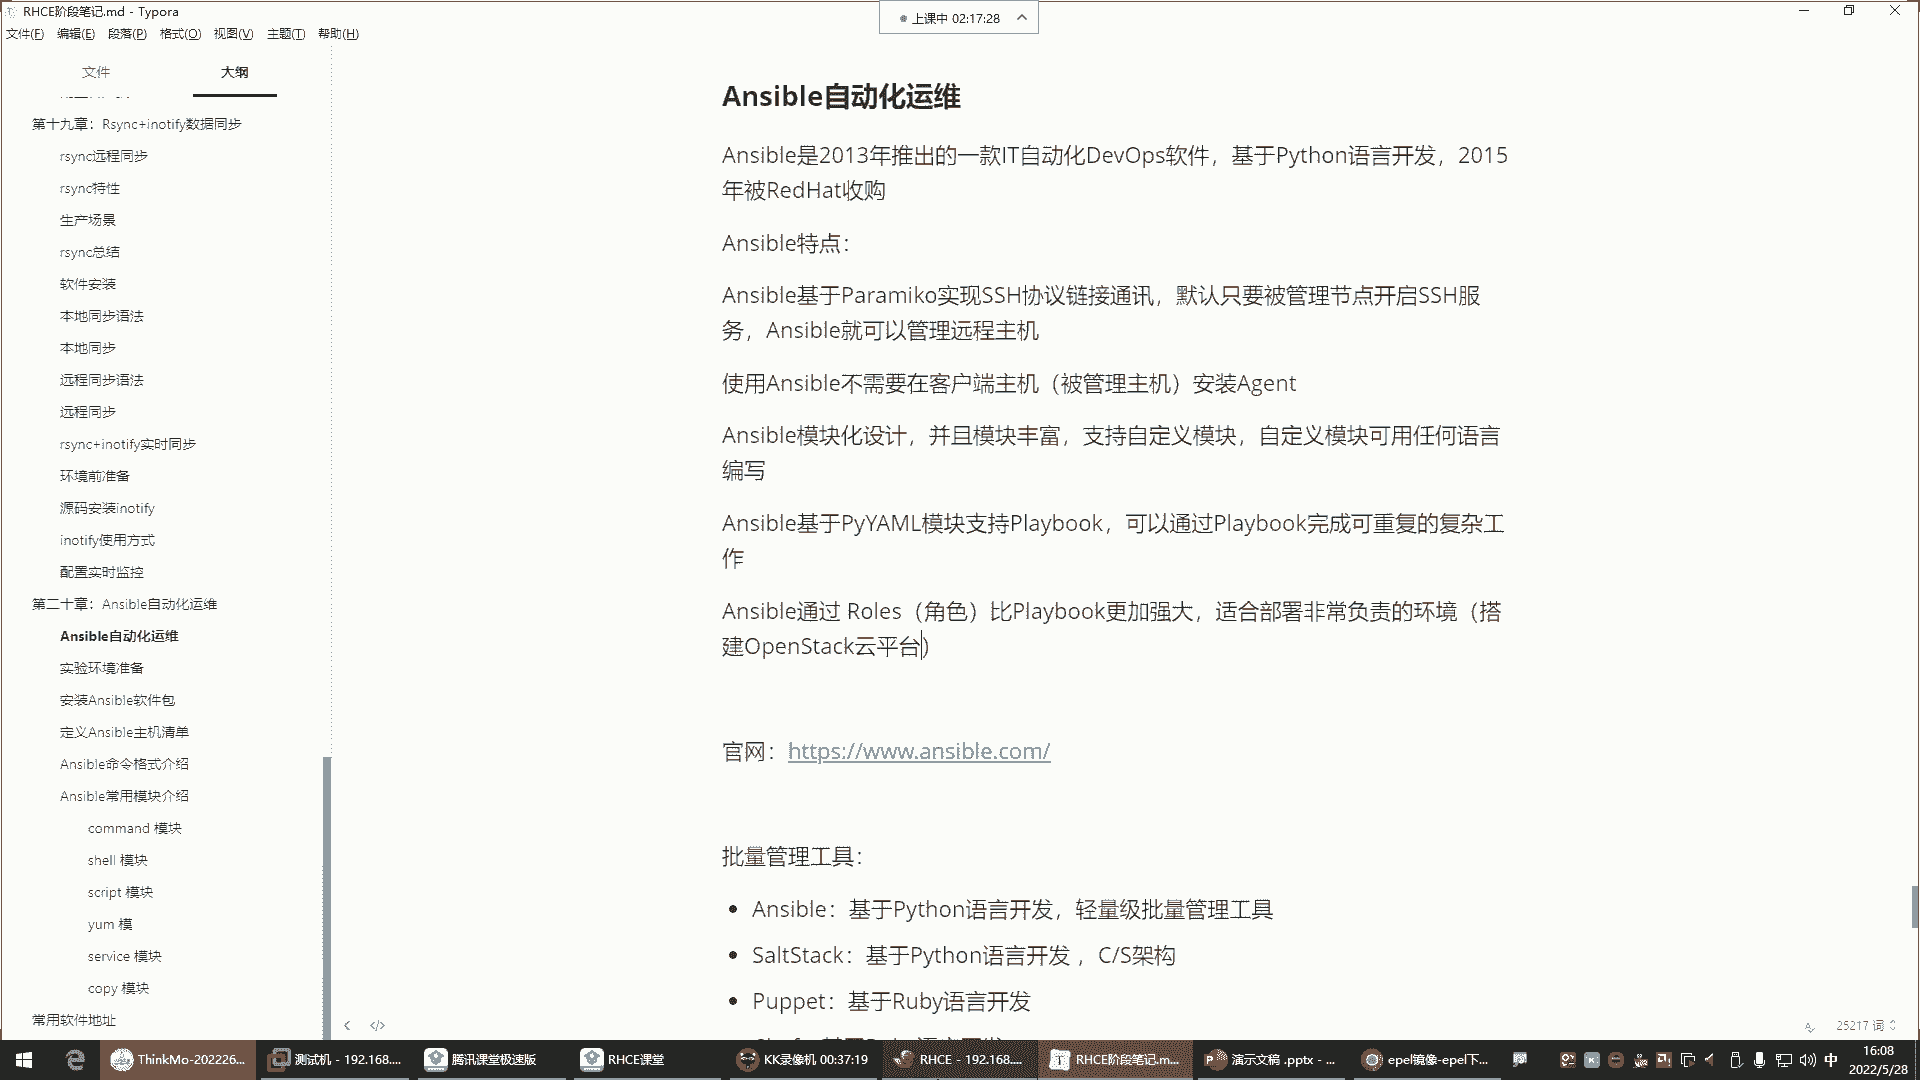 RHCE阶段笔记.md - Typora
上课中 02:17:28
文件(F) 编辑(E) 段落(P) 格式(O) 视图(V) 主题(T) 帮助(H)
文件 大纲
第十九章：Rsync+inotify数据同步
rsync远程同步
rsync特性
生产场景
rsync总结
软件安装
本地同步语法
本地同步
远程同步语法
远程同步
rsync+inotify实时同步
环境前准备
源码安装inotify
inotify使用方式
配置实时监控
第二十章：Ansible自动化运维
Ansible自动化运维
实验环境准备
安装Ansible软件包
定义Ansible主机清单
Ansible命令格式介绍
Ansible常用模块介绍
command 模块
shell 模块
script 模块
yum 模
service 模块
copy 模块
常用软件地址
Ansible自动化运维
Ansible是2013年推出的一款IT自动化DevOps软件，基于Python语言开发，2015
年被RedHat收购
Ansible特点：
Ansible基于Paramiko实现SSH协议链接通讯，默认只要被管理节点开启SSH服
务，Ansible就可以管理远程主机
使用Ansible不需要在客户端主机（被管理主机）安装Agent
Ansible模块化设计，并且模块丰富，支持自定义模块，自定义模块可用任何语言
编写
Ansible基于PyYAML模块支持Playbook，可以通过Playbook完成可重复的复杂工
作
Ansible通过 Roles（角色）比Playbook更加强大，适合部署非常负责的环境（搭
建OpenStack云平台）
官网：https://www.ansible.com/
批量管理工具：
Ansible：基于Python语言开发，轻量级批量管理工具
SaltStack：基于Python语言开发 ，C/S架构
Puppet：基于Ruby语言开发
25217 词
ThinkMo-202226... 测试机 - 192.168.... 腾讯课堂极速版 RHCE课堂 KK录像机 00:37:19 RHCE - 192.168.... RHCE阶段笔记.m... 演示文稿 .pptx - ... epel镜像-epel下... 中 16:08
2022/5/28